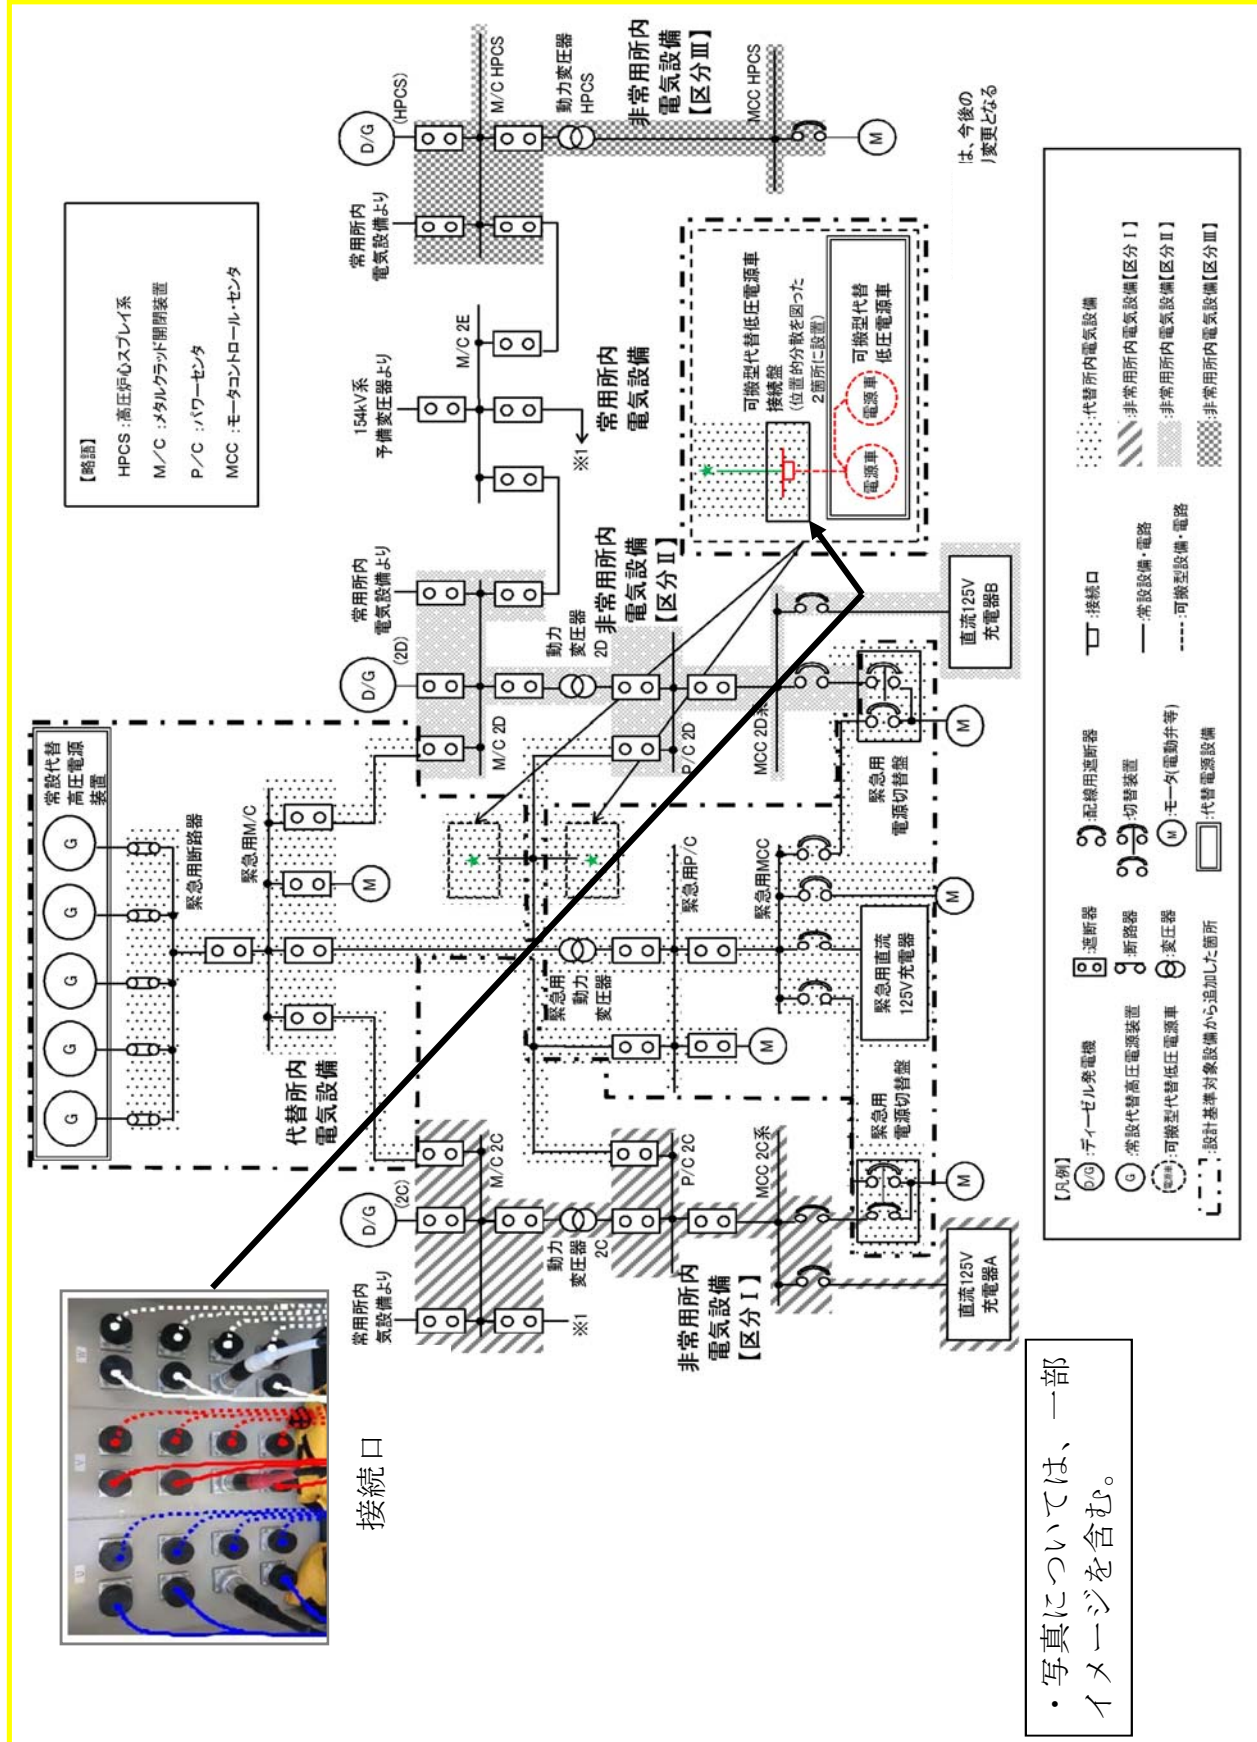 【略語】
HPCS :高圧炉心スプレイ系
M/C :メタルクラッド開閉装置
P/C :パワーセンタ
MCC :モータコントロール・センタ
常設代替
高圧電源
装置
G
G
G
G
G
緊急用断路器
緊急用M/C
M
代替所内
電気設備
常用所内
気設備より
D/G
(2C)
M/C 2C
※1
動力
変圧器
2C
非常用所内
電気設備
【区分Ⅰ】
P/C 2C
MCC 2C系
直流125V
充電器A
緊急用
電源切替盤
M
緊急用
動力
変圧器
緊急用P/C
M
緊急用MCC
緊急用直流
125V充電器
M
D/G
(2D)
常用所内
電気設備より
M/C 2D
動力
変圧器
2D
非常用所内
電気設備
【区分Ⅱ】
P/C 2D
MCC 2D系
緊急用
電源切替盤
M
直流125V
充電器B
154kV系
予備変圧器より
M/C 2E
※1
常用所内
電気設備
常用所内
電気設備より
D/G
(HPCS)
M/C HPCS
動力変圧器
HPCS
非常用所内
電気設備
【区分Ⅲ】
MCC HPCS
M
可搬型代替低圧電源車
接続盤
(位置的分散を図った
2箇所に設置)
可搬型代替
低圧電源車
電源車
電源車
は、今後の
変更となる
接続口
【凡例】
D/G :ディーゼル発電機
G :常設代替高圧電源装置
電源車 :可搬型代替低圧電源車
:設計基準対象設備から追加した箇所
:遮断器
:断路器
:変圧器
:配線用遮断器
:切替装置
M :モータ(電動弁等)
:代替電源設備
:接続口
:常設設備・電路
:可搬型設備・電路
:代替所内電気設備
:非常用所内電気設備【区分Ⅰ】
:非常用所内電気設備【区分Ⅱ】
:非常用所内電気設備【区分Ⅲ】
・写真については、一部
イメージを含む。